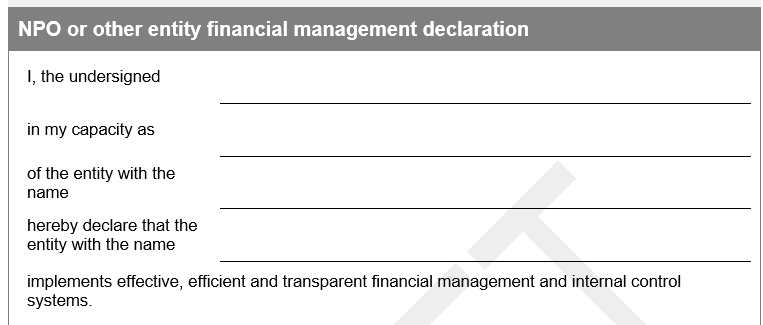 NPO or other entity financial management declaration
I, the undersigned
in my capacity as
of the entity with the
name
hereby declare that the
entity with the name
implements effective, efficient and transparent financial management and internal control
systems.